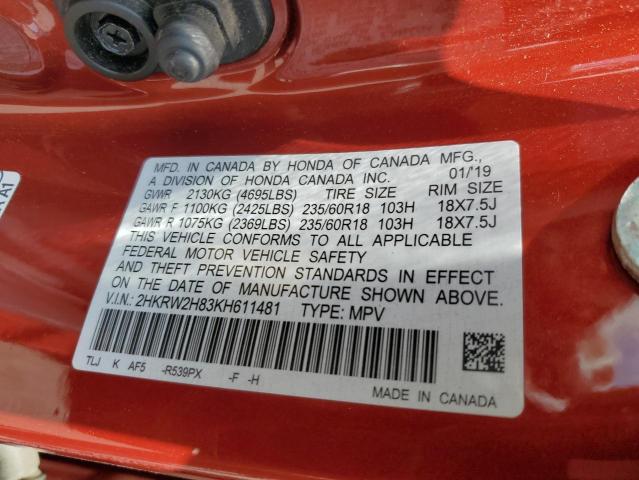 MFD. IN CANADA BY HONDA OF CANADA MFG.,
A DIVISION OF HONDA CANADA INC. 01/'19
GVWR 2130KG (4695LBS) TIRE SIZE RIM SIZE
GAWR F 1100KG (2425LBS) 235/60R18 103H 18X7.5J
GAWR R 1075KG (2369LBS) 235/60R18 103H 18X7.5J
THIS VEHICLE CONFORMS TO ALL APPLICABLE
FEDERAL MOTOR VEHICLE SAFETY
AND THEFT PREVENTION STANDARDS IN EFFECT
ON THE DATE OF MANUFACTURE SHOWN ABOVE.
V.I.N.: 2HKRW2H83KH611481 TYPE: MPV
TLJ K AF5 -R539PX -F -H
MADE IN CANADA